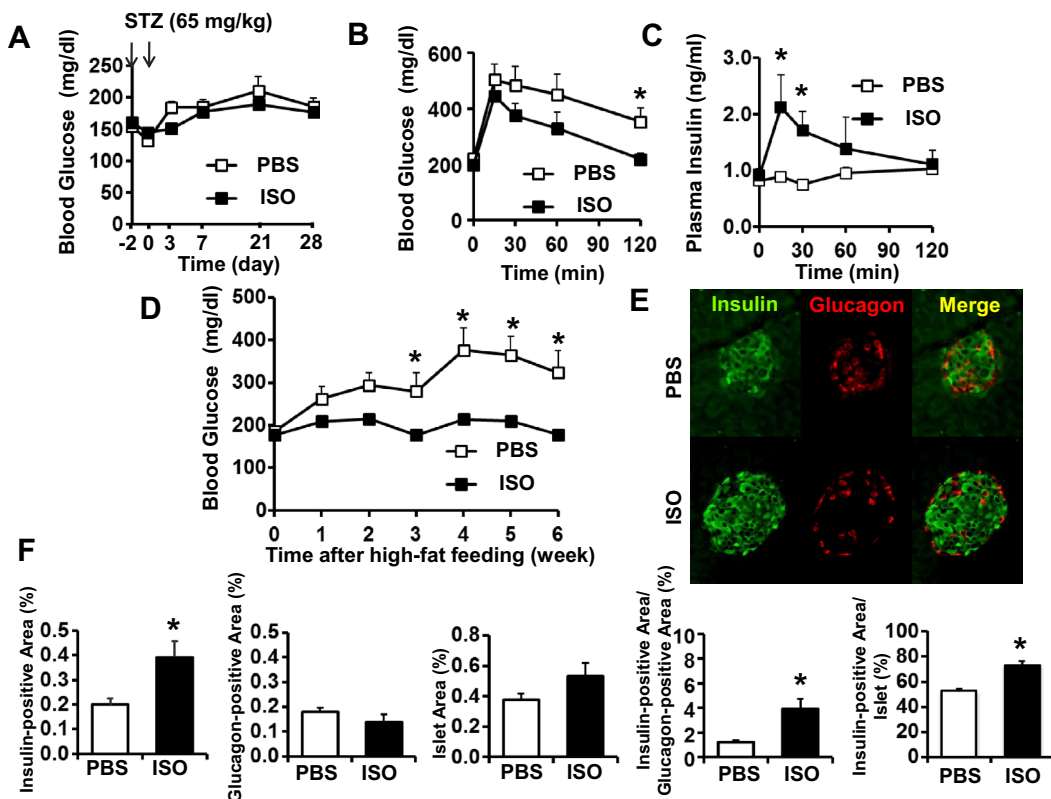 A
STZ (65 mg/kg)
Blood Glucose (mg/dl)
250
200
150
100
50
0
-2 0 3 7 21 28
Time (day)
PBS
ISO
B
Blood Glucose (mg/dl)
600
400
200
0
0 30 60 90 120
Time (min)
PBS
ISO
*
C
Plasma Insulin (ng/ml)
3.0
2.0
1.0
0.0
0 30 60 90 120
Time (min)
PBS
ISO
*
*
D
Blood Glucose (mg/dl)
500
400
300
200
100
0
0 1 2 3 4 5 6
Time after high-fat feeding (week)
PBS
ISO
* * * *
E
Insulin Glucagon Merge
PBS
ISO
F
Insulin-positive Area (%)
0.5
0.4
0.3
0.2
0.1
0.0
PBS ISO
*
Glucagon-positive Area (%)
0.5
0.4
0.3
0.2
0.1
0.0
PBS ISO
Islet Area (%)
0.8
0.6
0.4
0.2
0.0
PBS ISO
Insulin-positive Area/
Glucagon-positive Area (%)
8
6
4
2
0
PBS ISO
*
Insulin-positive Area/
Islet (%)
100
80
60
40
20
0
PBS ISO
*